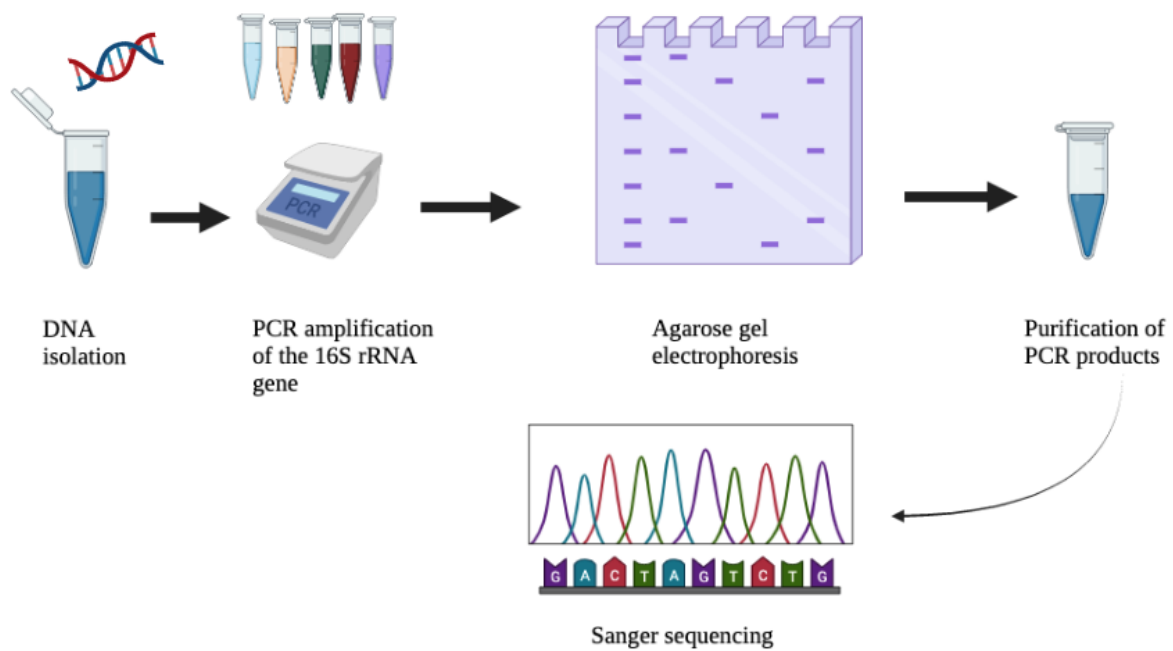 PCR
DNA
isolation
PCR amplification
of the 16S rRNA
gene
Agarose gel
electrophoresis
Purification of
PCR products
G A C T A G T C T G
Sanger sequencing